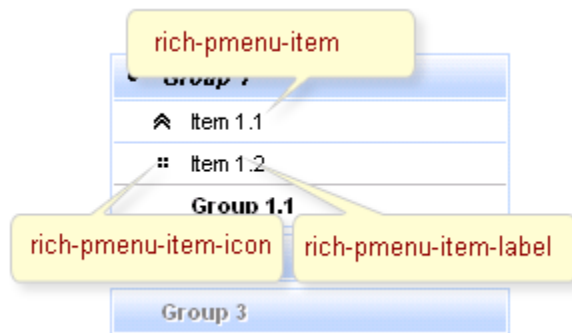 rich-pmenu-item
Group 1
Item 1.1
Item 1.2
Group 1.1
rich-pmenu-item-icon
rich-pmenu-item-label
Group 3